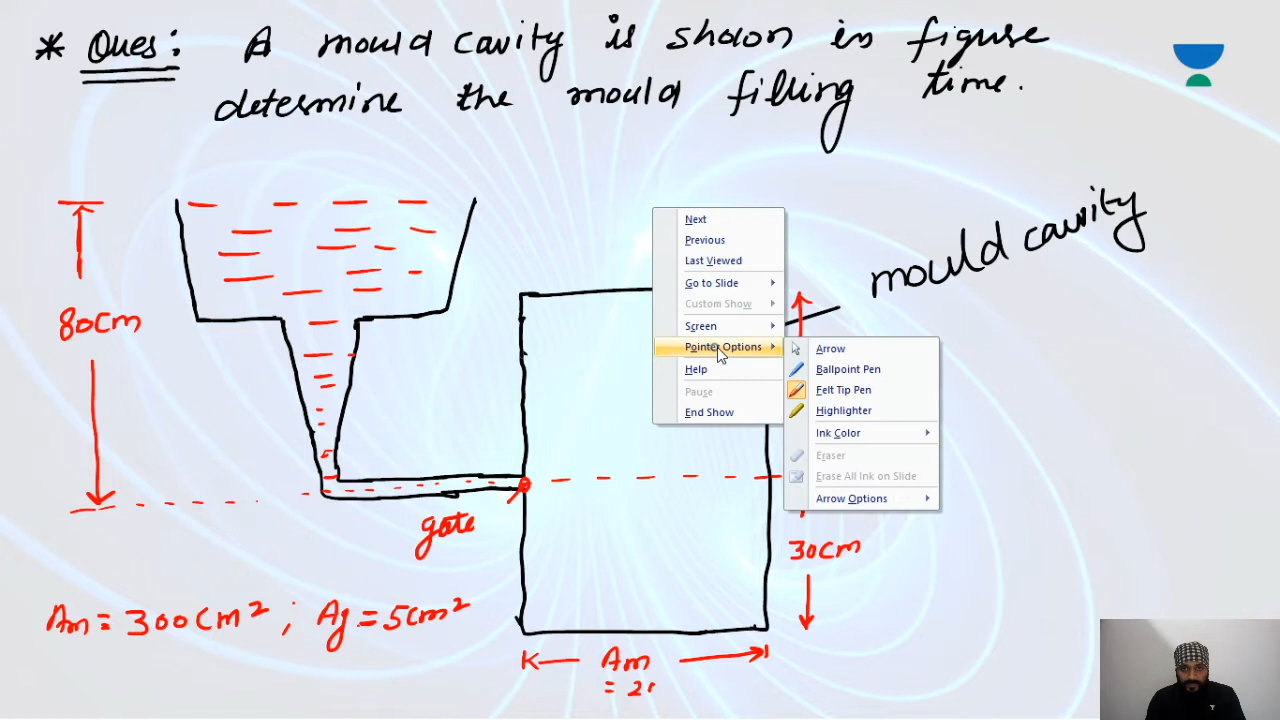 * Ques: A mould cavity is shown in figure
determine the mould filling time.
mould cavity
80cm
gate
30cm
Am = 300cm² ; Ag = 5cm²
Am
Next
Previous
Last Viewed
Go to Slide
Custom Show
Screen
Pointer Options
Help
Pause
End Show
Arrow
Ballpoint Pen
Felt Tip Pen
Highlighter
Ink Color
Eraser
Erase All Ink on Slide
Arrow Options